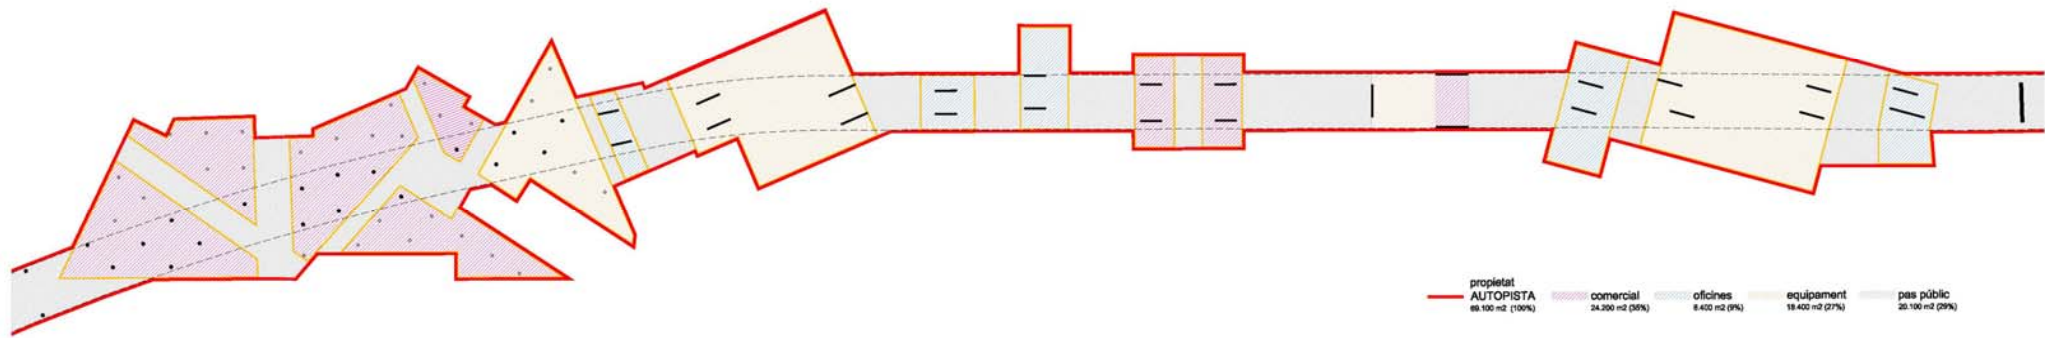 propietat
AUTOPISTA comercial oficines equipament pas públic
69.100 m2 (100%) 24.200 m2 (35%) 6.400 m2 (9%) 18.400 m2 (27%) 20.100 m2 (29%)